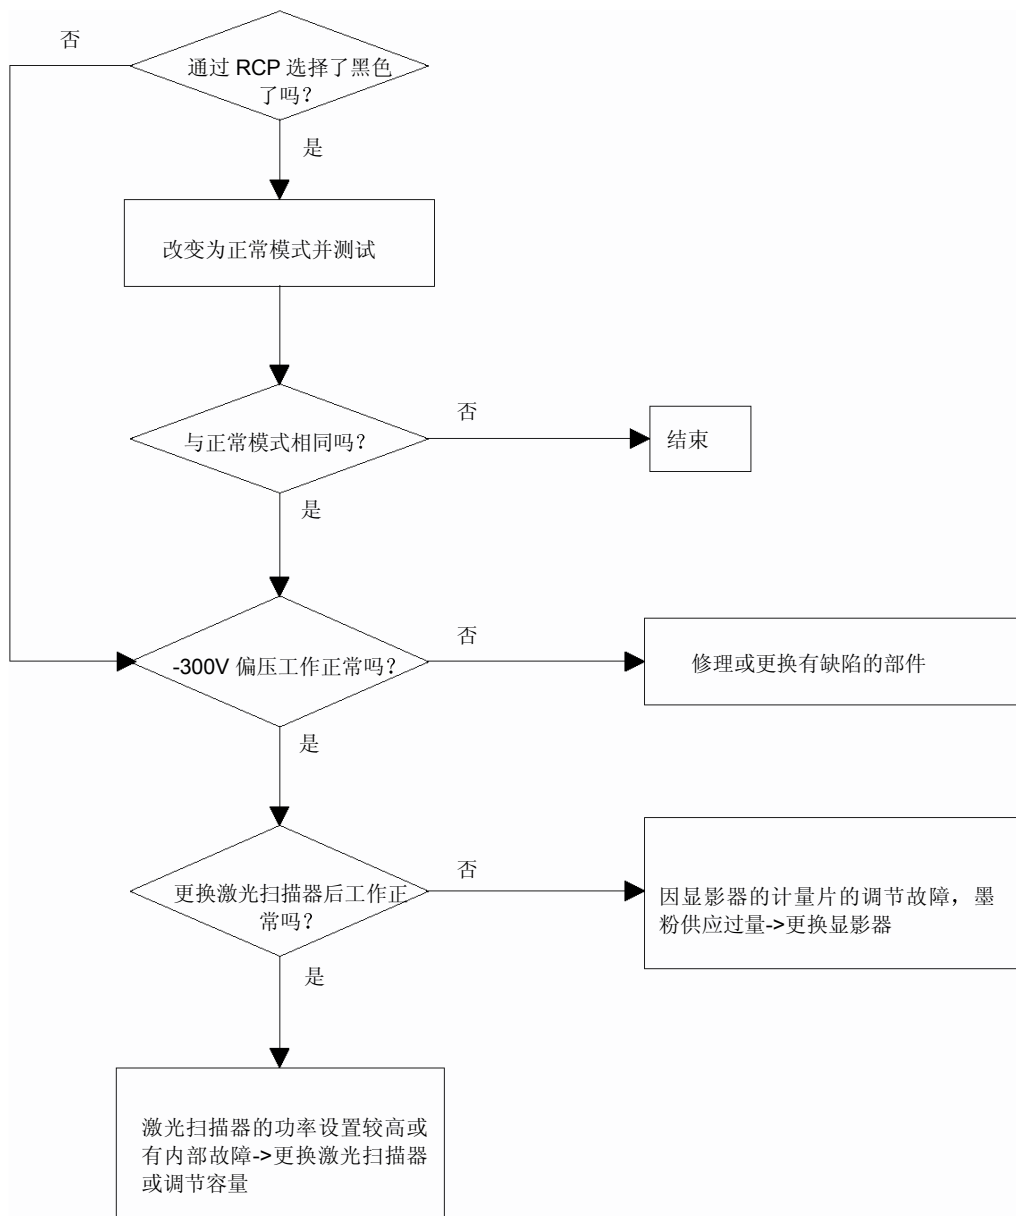 否
通过 RCP 选择了黑色
了吗？
是
改变为正常模式并测试
与正常模式相同吗？
否
结束
是
-300V 偏压工作正常吗？
否
修理或更换有缺陷的部件
是
更换激光扫描器后工作正
常吗？
否
因显影器的计量片的调节故障，墨
粉供应过量->更换显影器
是
激光扫描器的功率设置较高或
有内部故障->更换激光扫描器
或调节容量